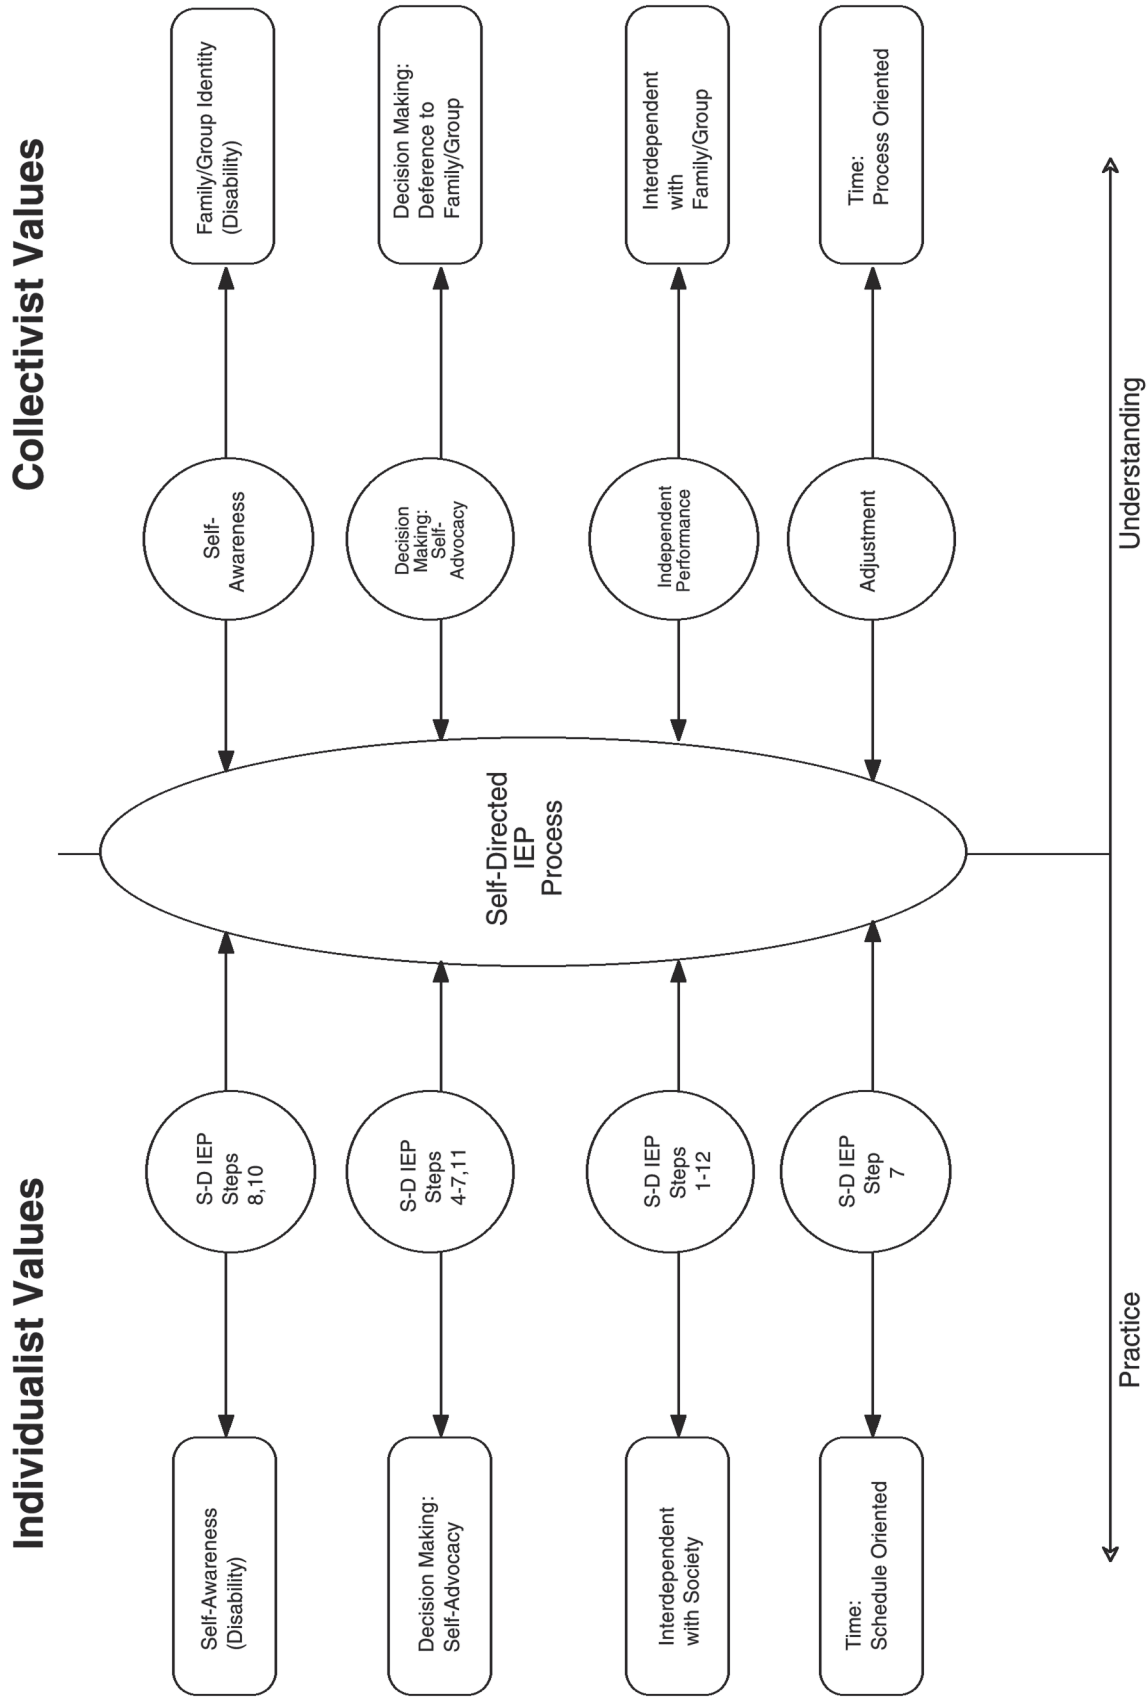 Individualist Values
Collectivist Values
Self-Awareness
(Disability)
S-D IEP
Steps
8,10
Self-
Awareness
Family/Group Identity
(Disability)
Decision Making:
Self-Advocacy
S-D IEP
Steps
4-7,11
Decision
Making:
Self-
Advocacy
Decision Making:
Deference to
Family/Group
Self-Directed
IEP
Process
Interdependent
with Society
S-D IEP
Steps
1-12
Independent
Performance
Interdependent
with
Family/Group
Time:
Schedule Oriented
S-D IEP
Step
7
Adjustment
Time:
Process Oriented
Practice
Understanding